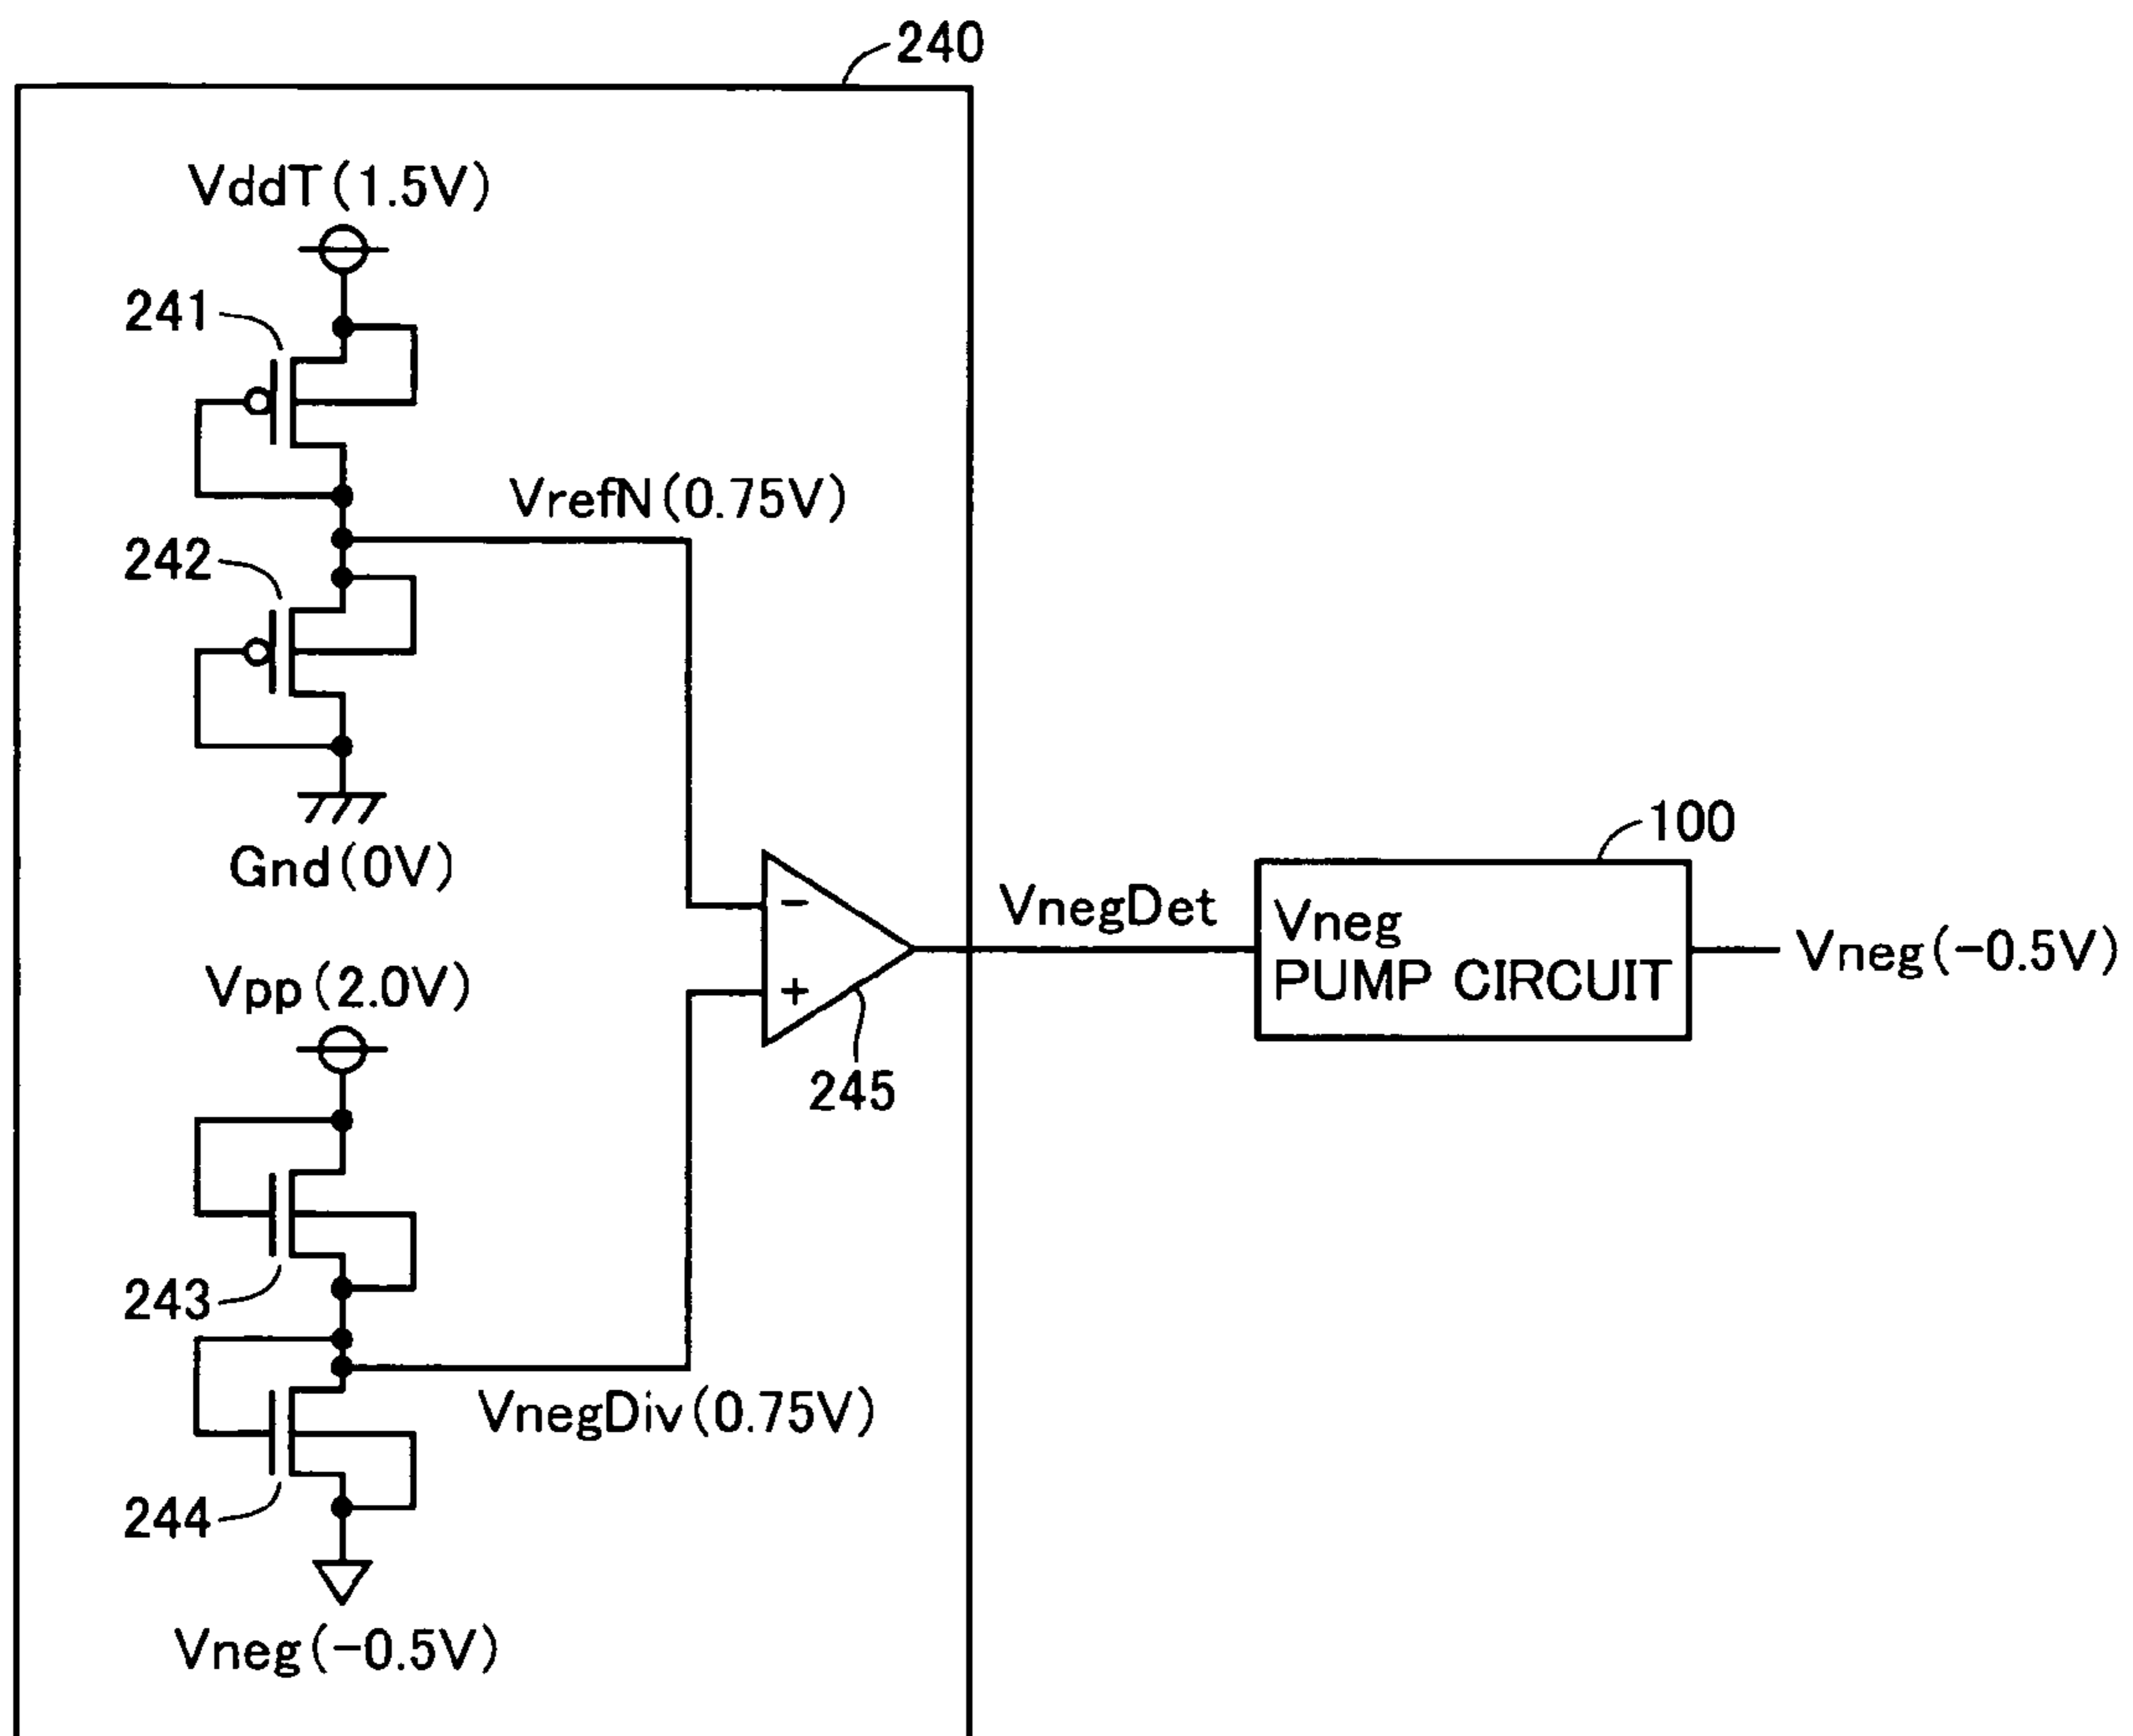 240
VddT(1.5V)
241
VrefN(0.75V)
242
Gnd(0V)
100
VnegDet
Vneg
PUMP CIRCUIT
Vneg(-0.5V)
-
+
Vpp(2.0V)
245
243
VnegDiv(0.75V)
244
Vneg(-0.5V)